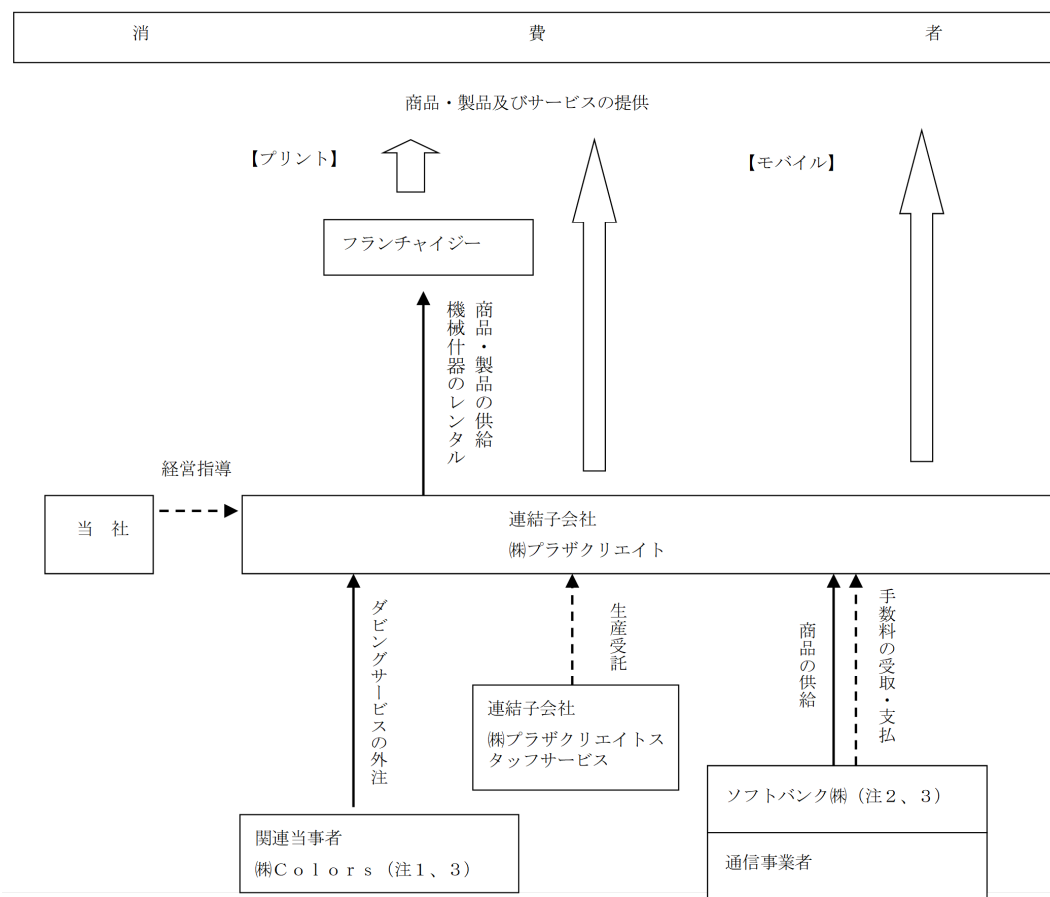 消 費 者
商品・製品及びサービスの提供
【プリント】
【モバイル】
フランチャイジー
商品・製品の供給
機械什器のレンタル
経営指導
当 社
連結子会社
㈱プラザクリエイト
ダビングサービスの外注
生産受託
商品の供給
手数料の受取・支払
連結子会社
㈱プラザクリエイトス
タッフサービス
ソフトバンク㈱（注２、３）
通信事業者
関連当事者
㈱Ｃｏｌｏｒｓ（注１、３）